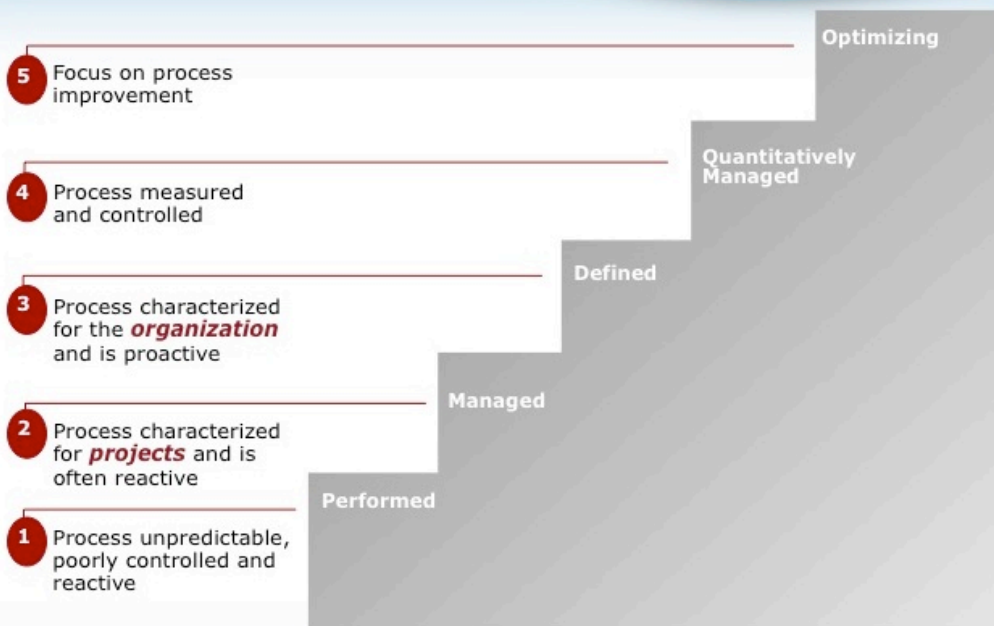 Optimizing
5
Focus on process
improvement
Quantitatively
Managed
4
Process measured
and controlled
Defined
3
Process characterized
for the organization
and is proactive
Managed
2
Process characterized
for projects and is
often reactive
Performed
1
Process unpredictable,
poorly controlled and
reactive